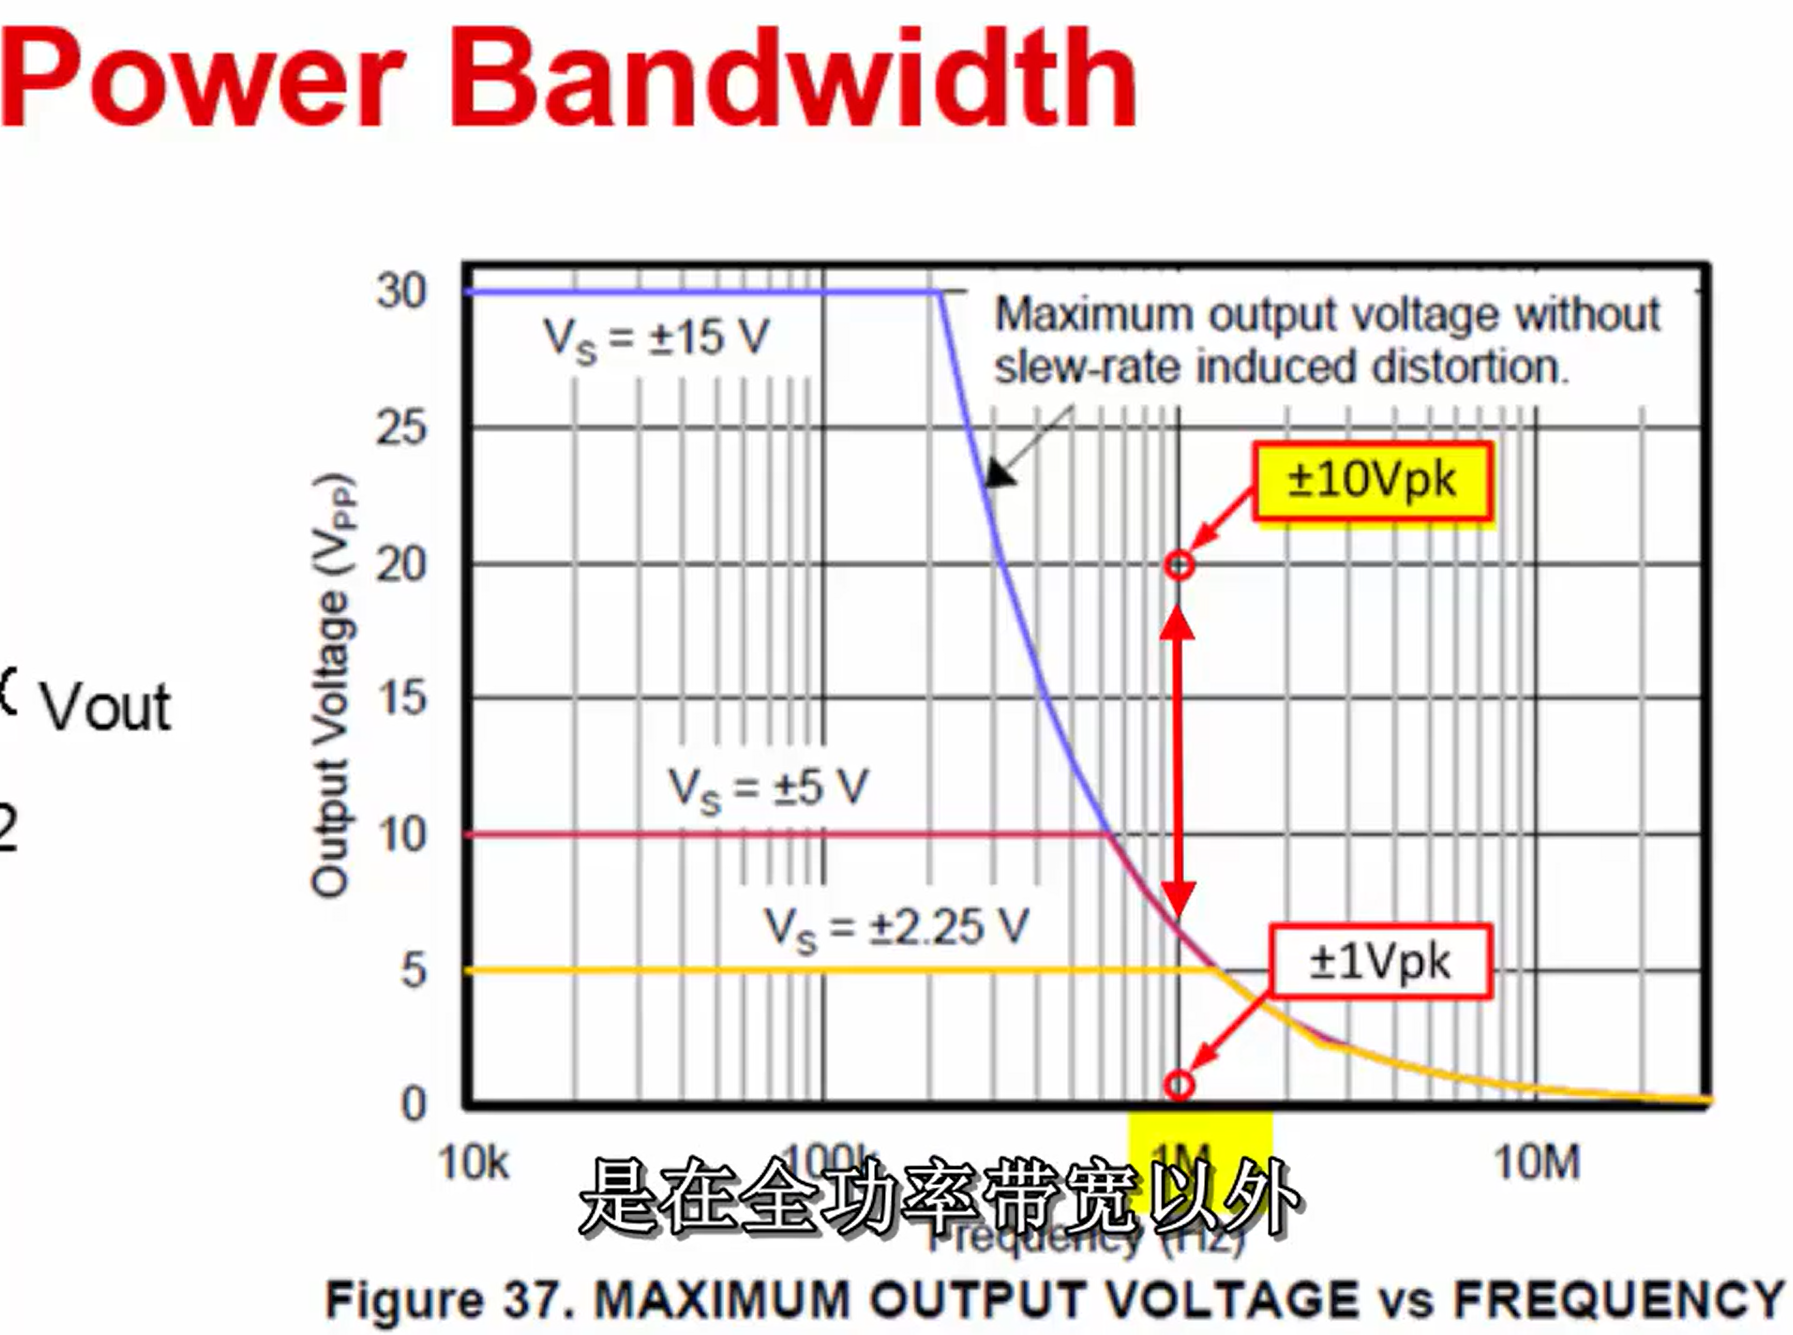 Power Bandwidth
30
V_S = ±15 V
Maximum output voltage without
slew-rate induced distortion.
25
±10Vpk
20
Output Voltage (V_PP)
Vout
15
V_S = ±5 V
2
10
V_S = ±2.25 V
±1Vpk
5
0
10k 100k 1M 10M
是在全功率带宽以外
Frequency (Hz)
Figure 37. MAXIMUM OUTPUT VOLTAGE vs FREQUENCY